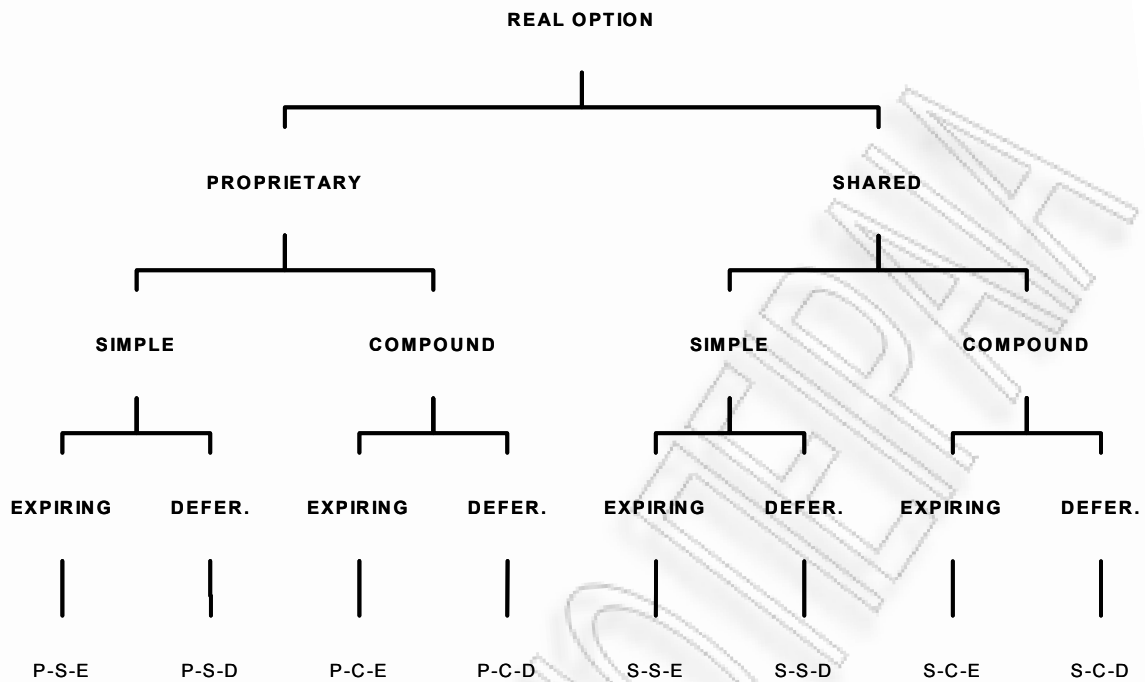 REAL OPTION
PROPRIETARY SHARED
SIMPLE COMPOUND SIMPLE COMPOUND
EXPIRING DEFER. EXPIRING DEFER. EXPIRING DEFER. EXPIRING DEFER.
P-S-E P-S-D P-C-E P-C-D S-S-E S-S-D S-C-E S-C-D